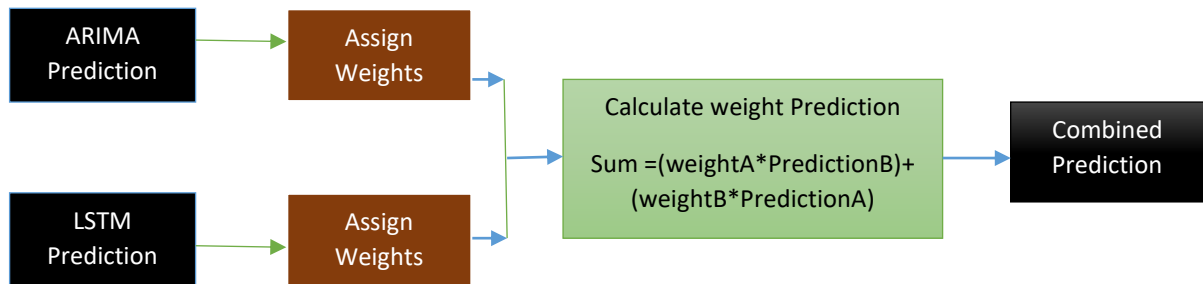 ARIMA
Prediction
Assign
Weights
Calculate weight Prediction
Sum =(weightA*PredictionB)+
(weightB*PredictionA)
Combined
Prediction
LSTM
Prediction
Assign
Weights